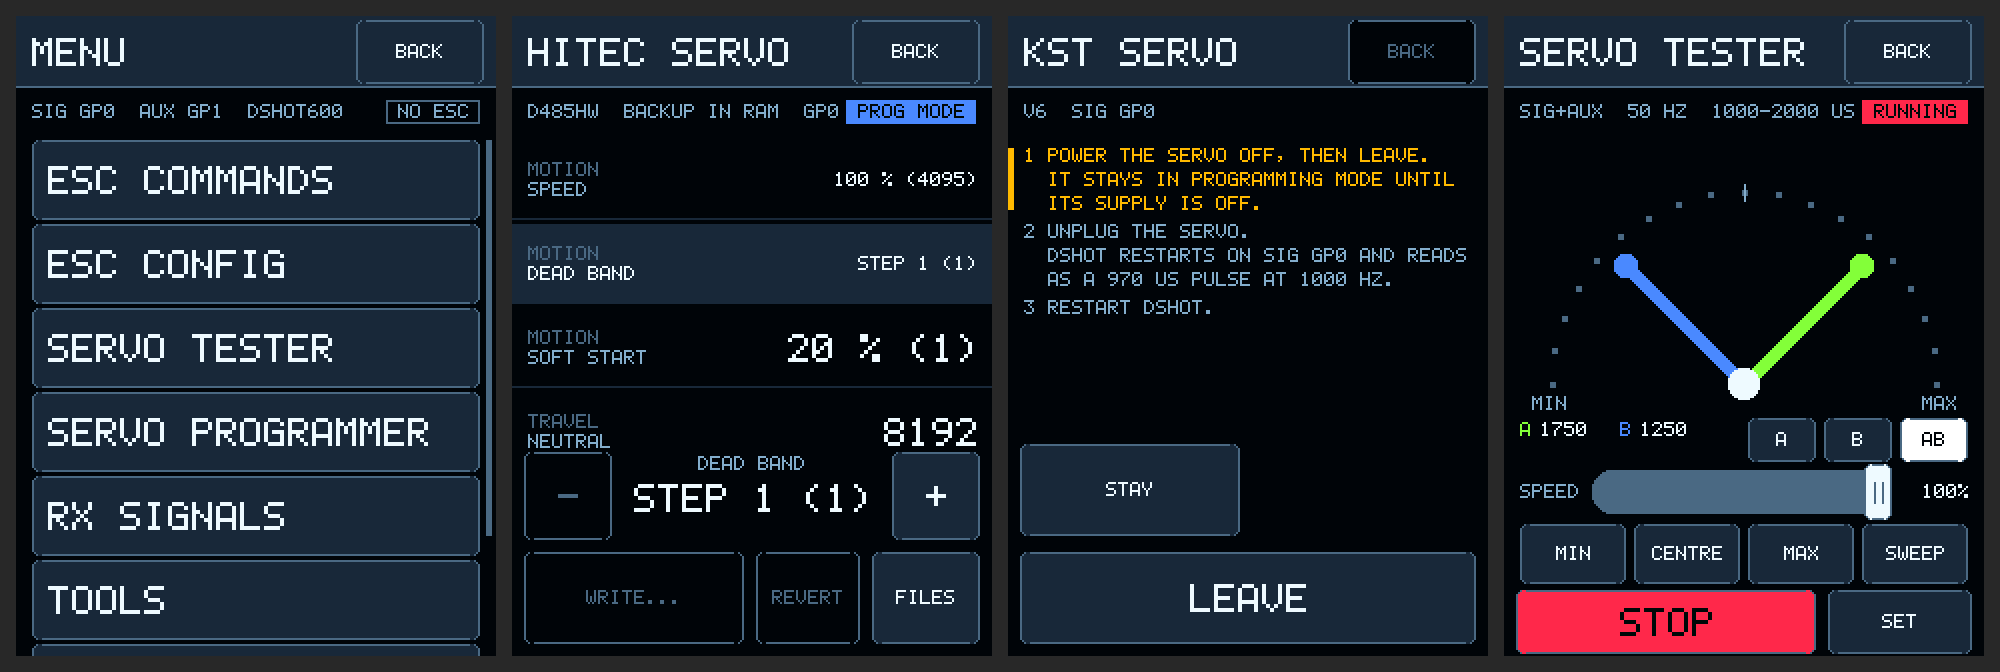 MENU
BACK
SIG GP0 AUX GP1 DSHOT600 NO ESC
ESC COMMANDS
ESC CONFIG
SERVO TESTER
SERVO PROGRAMMER
RX SIGNALS
TOOLS
HITEC SERVO
BACK
D485HW BACKUP IN RAM GP0 PROG MODE
MOTION
SPEED
100 % (4095)
MOTION
DEAD BAND
STEP 1 (1)
MOTION
SOFT START
20 % (1)
TRAVEL
NEUTRAL
8192
DEAD BAND
- STEP 1 (1) +
WRITE... REVERT FILES
KST SERVO
BACK
V6 SIG GP0
1 POWER THE SERVO OFF, THEN LEAVE.
IT STAYS IN PROGRAMMING MODE UNTIL
ITS SUPPLY IS OFF.
2 UNPLUG THE SERVO.
DSHOT RESTARTS ON SIG GP0 AND READS
AS A 970 US PULSE AT 1000 HZ.
3 RESTART DSHOT.
STAY
LEAVE
SERVO TESTER
BACK
SIG+AUX 50 HZ 1000-2000 US RUNNING
MIN MAX
A 1750 B 1250 A B AB
SPEED 100%
MIN CENTRE MAX SWEEP
STOP SET